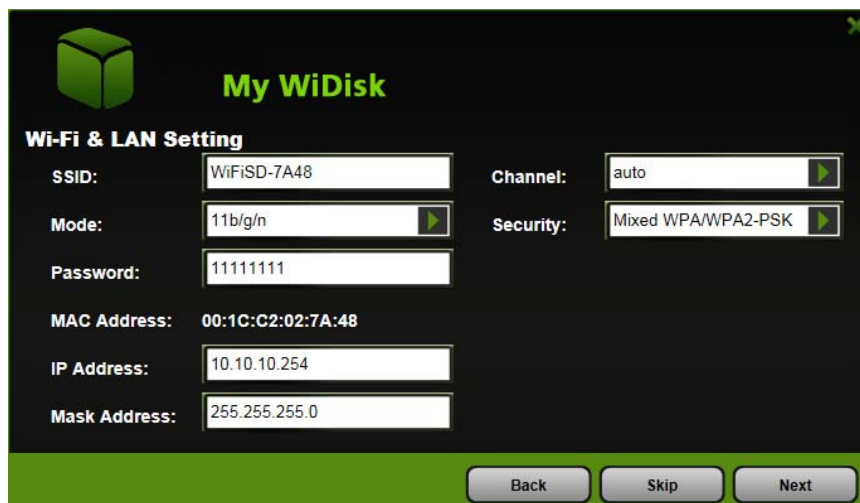 My WiDisk
Wi-Fi & LAN Setting
SSID: WiFiSD-7A48 Channel: auto
Mode: 11b/g/n Security: Mixed WPA/WPA2-PSK
Password: 11111111
MAC Address: 00:1C:C2:02:7A:48
IP Address: 10.10.10.254
Mask Address: 255.255.255.0
Back Skip Next